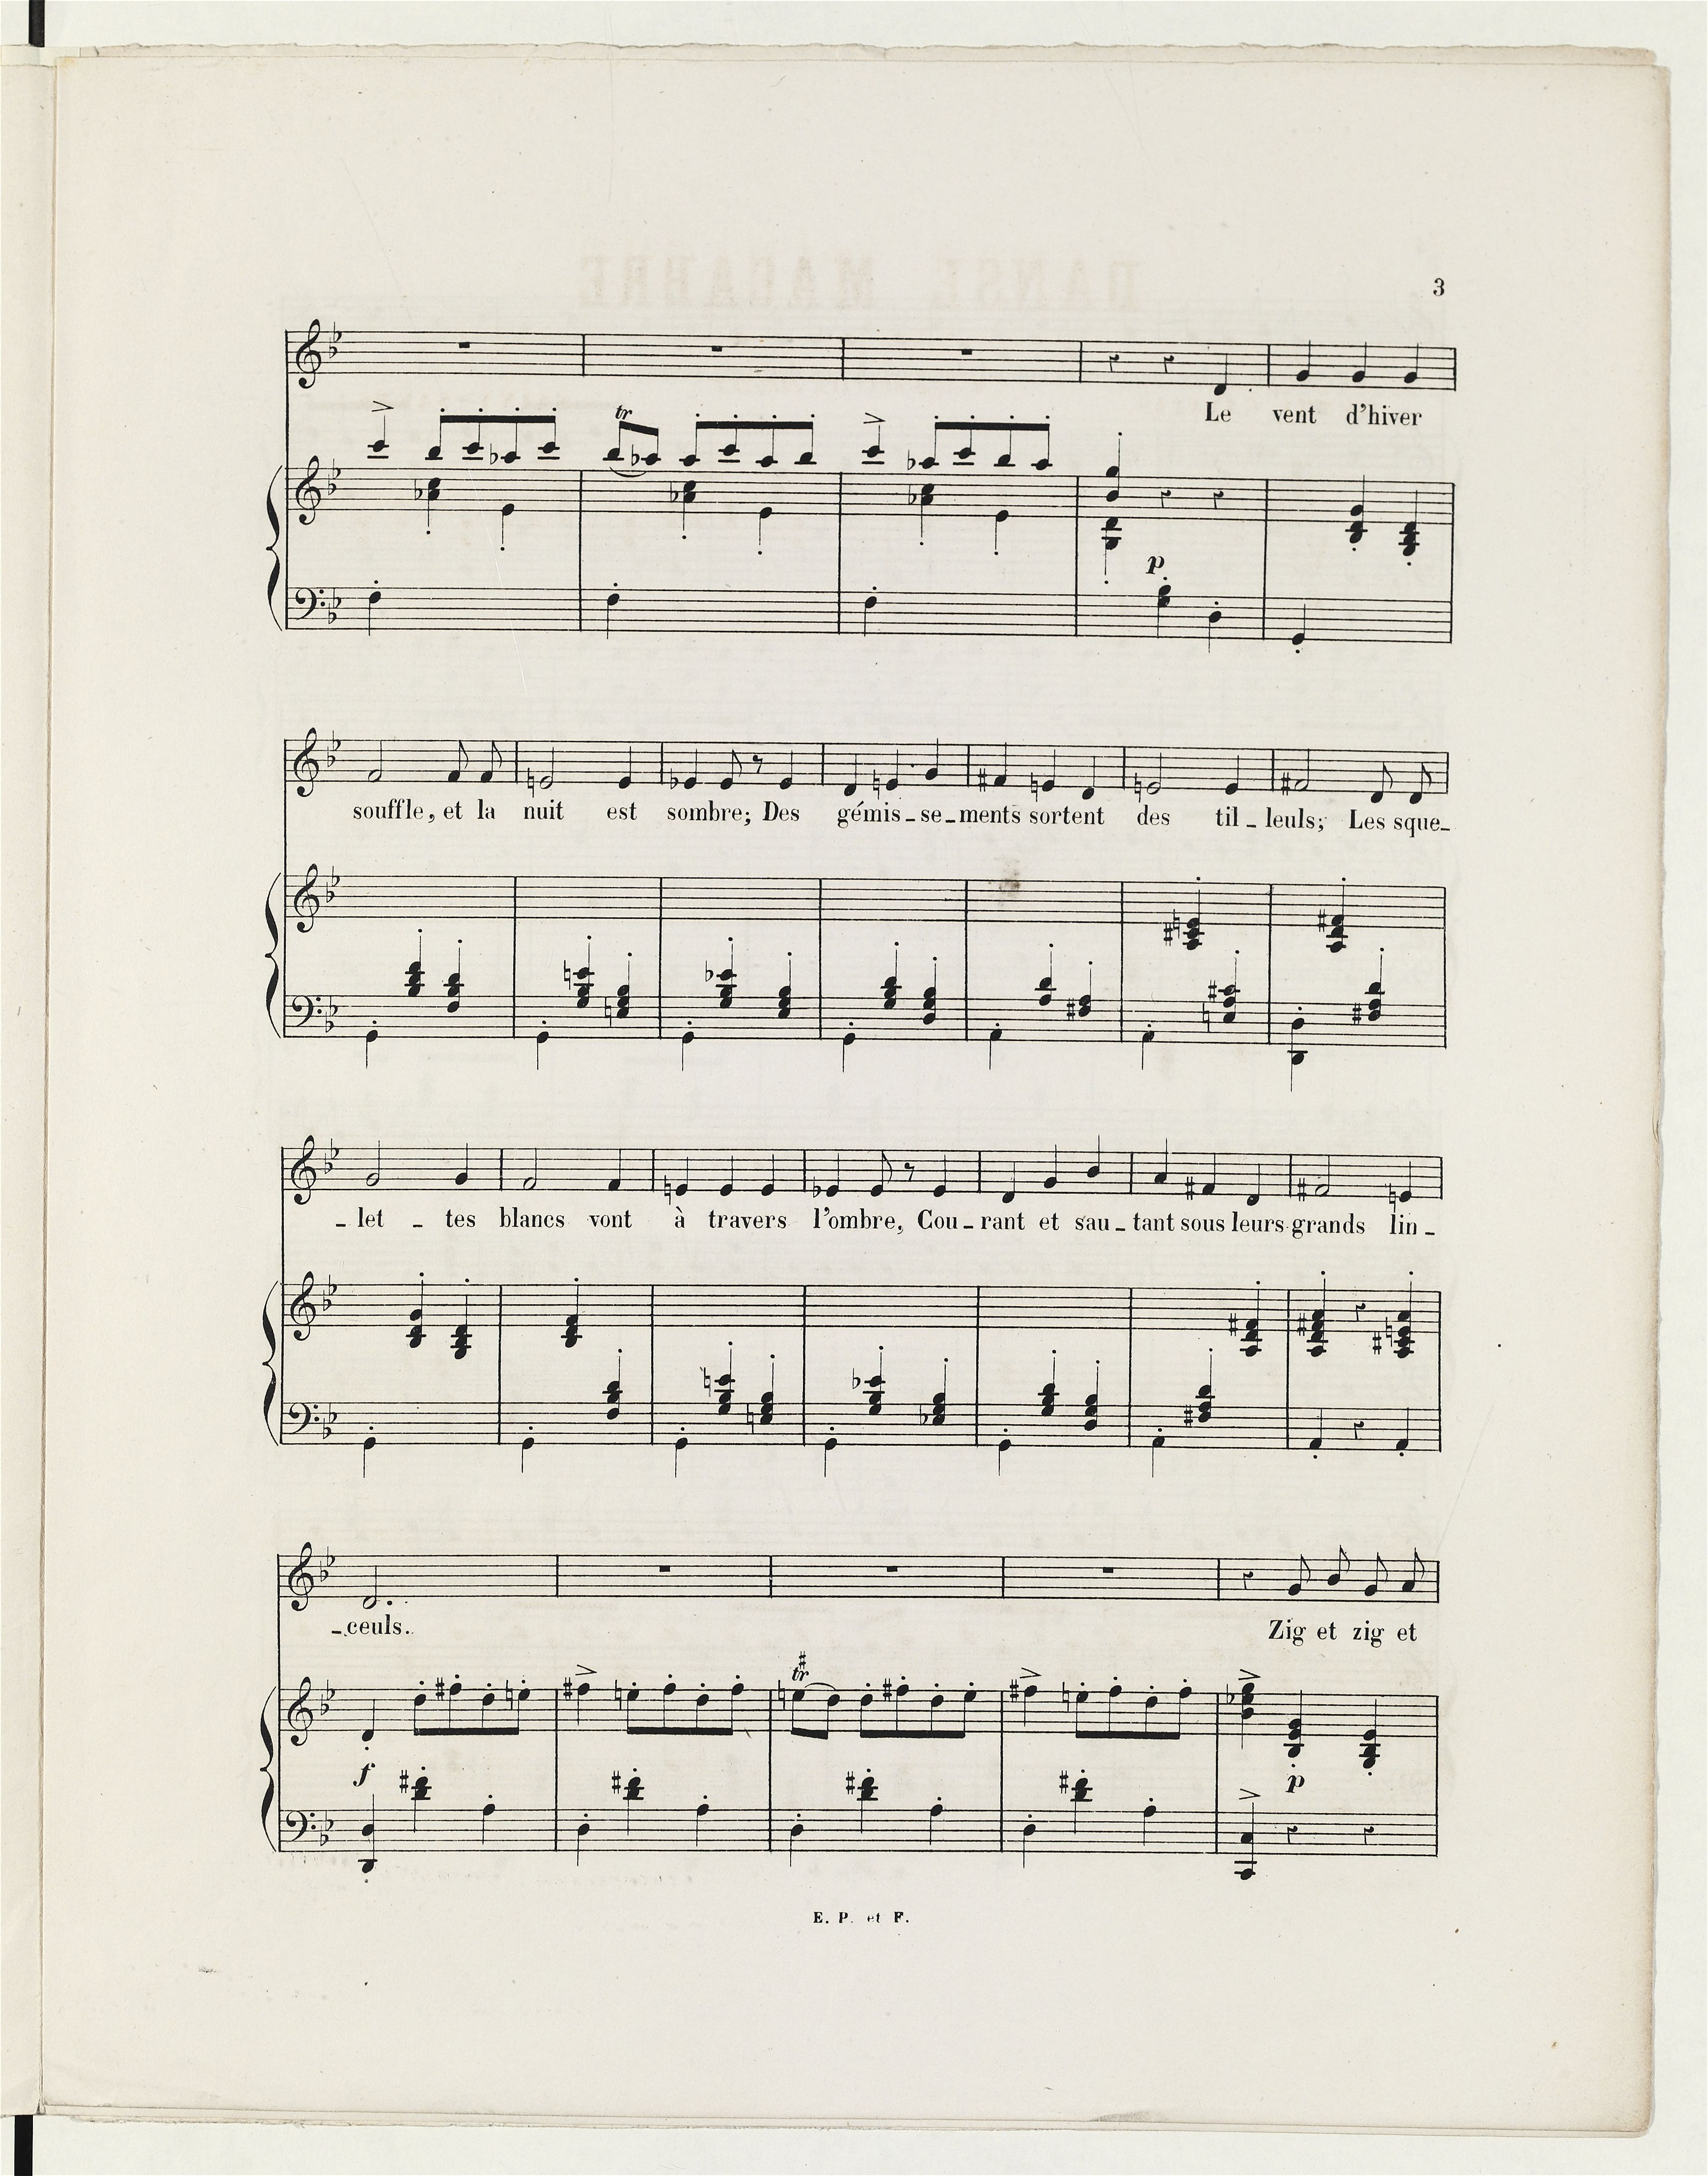 3
tr
Le vent d'hiver
p
souffle, et la nuit est sombre; Des gémis_se_ments sortent des til_leuls; Les sque_
_let_tes blancs vont à travers l'ombre, Cou_rant et sau_tant sous leurs grands lin_
_ceuls. Zig et zig et
tr
f p
E. P. et F.